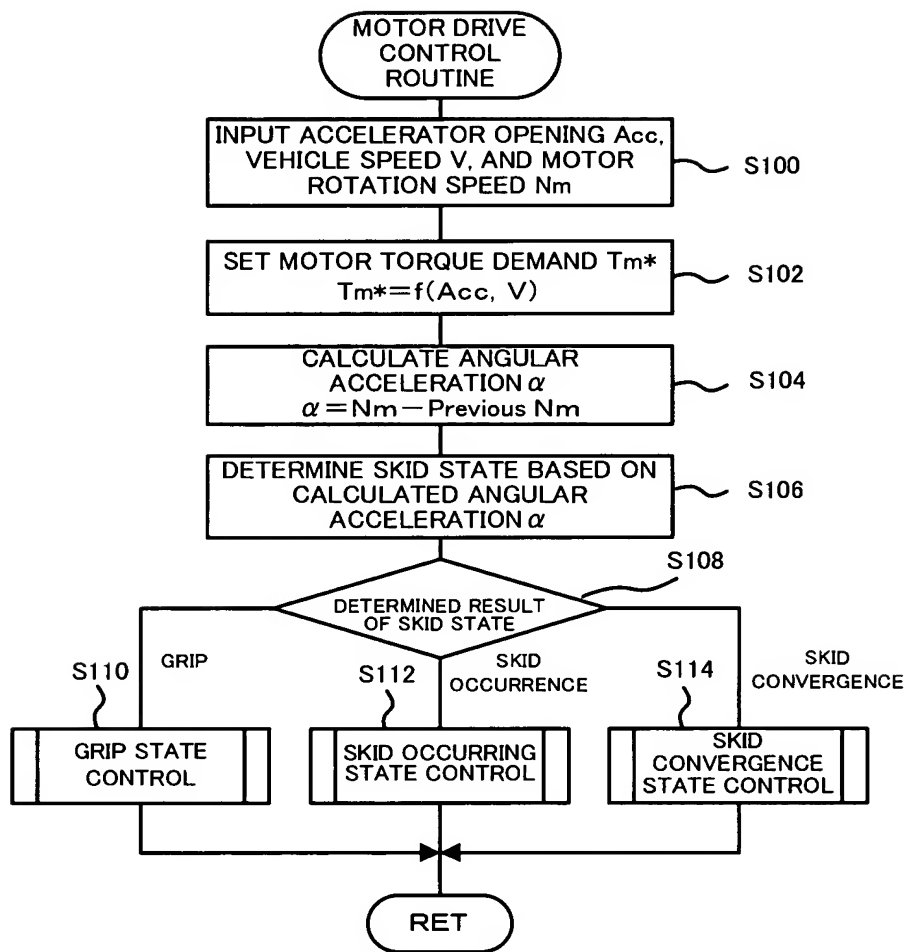 MOTOR DRIVE
CONTROL
ROUTINE
INPUT ACCELERATOR OPENING Acc,
VEHICLE SPEED V, AND MOTOR
ROTATION SPEED Nm
S100
SET MOTOR TORQUE DEMAND Tm*
Tm*=f(Acc, V)
S102
CALCULATE ANGULAR
ACCELERATION α
α=Nm-Previous Nm
S104
DETERMINE SKID STATE BASED ON
CALCULATED ANGULAR
ACCELERATION α
S106
S108
DETERMINED RESULT
OF SKID STATE
GRIP
SKID
OCCURRENCE
SKID
CONVERGENCE
S110
GRIP STATE
CONTROL
S112
SKID OCCURRING
STATE CONTROL
S114
SKID
CONVERGENCE
STATE CONTROL
RET